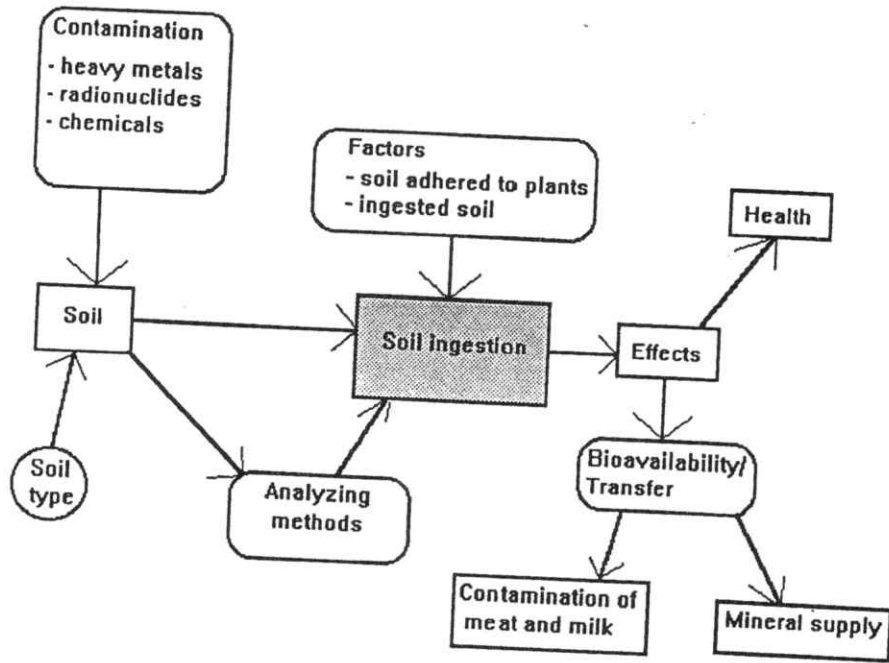 Contamination
- heavy metals
- radionuclides
- chemicals
Factors
- soil adhered to plants
- ingested soil
Health
Soil
Soil ingestion
Effects
Soil
type
Analyzing
methods
Bioavailability/
Transfer
Contamination of
meat and milk
Mineral supply